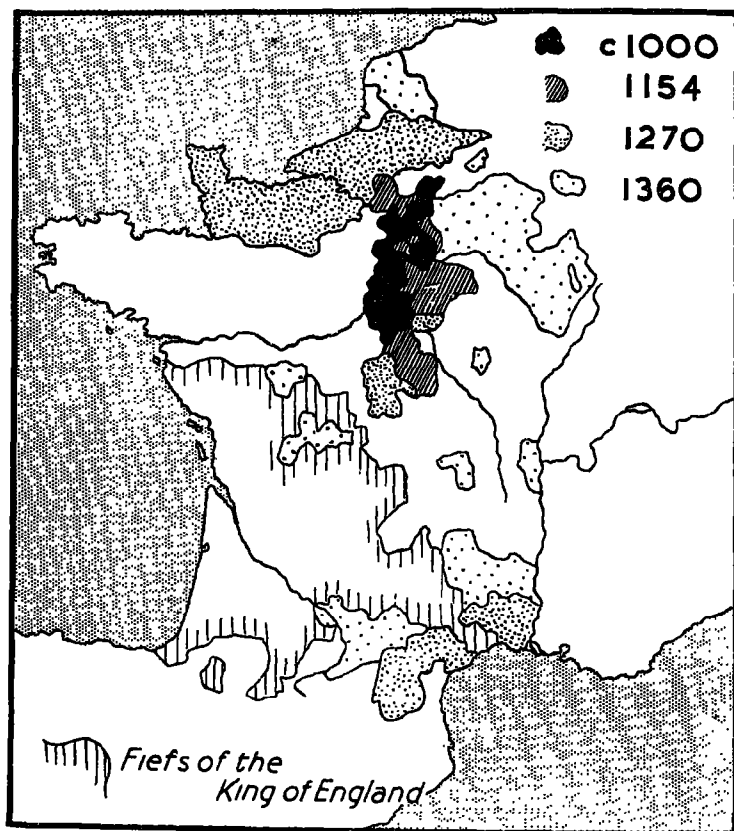 c1000
1154
1270
1360
Fiefs of the
King of England